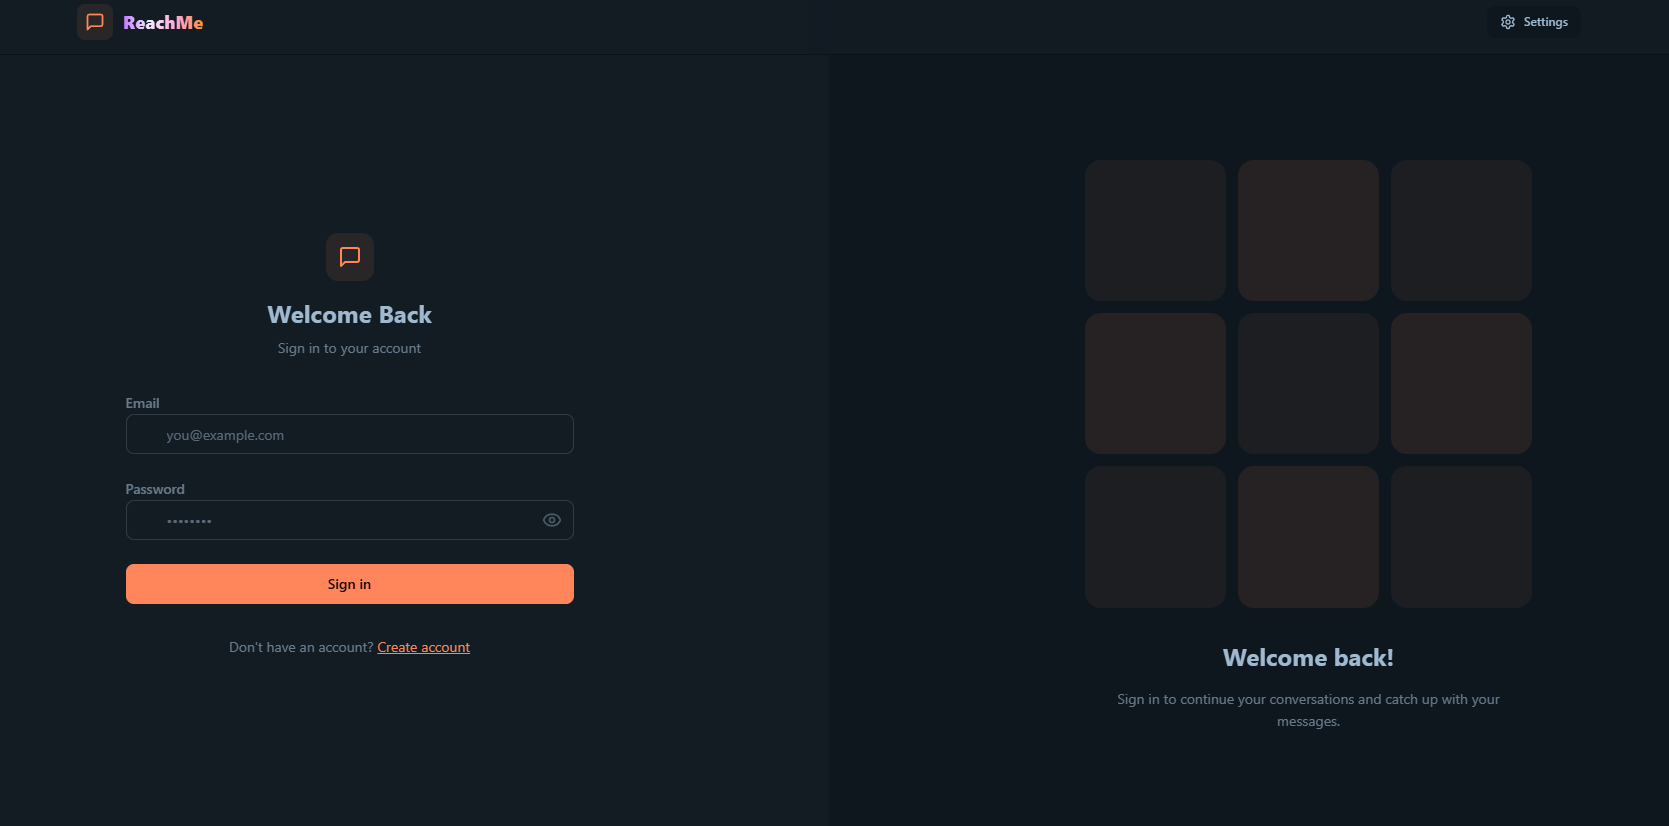 ReachMe
Settings
Welcome Back
Sign in to your account
Email
you@example.com
Password
••••••••
Sign in
Don't have an account? Create account
Welcome back!
Sign in to continue your conversations and catch up with your
messages.